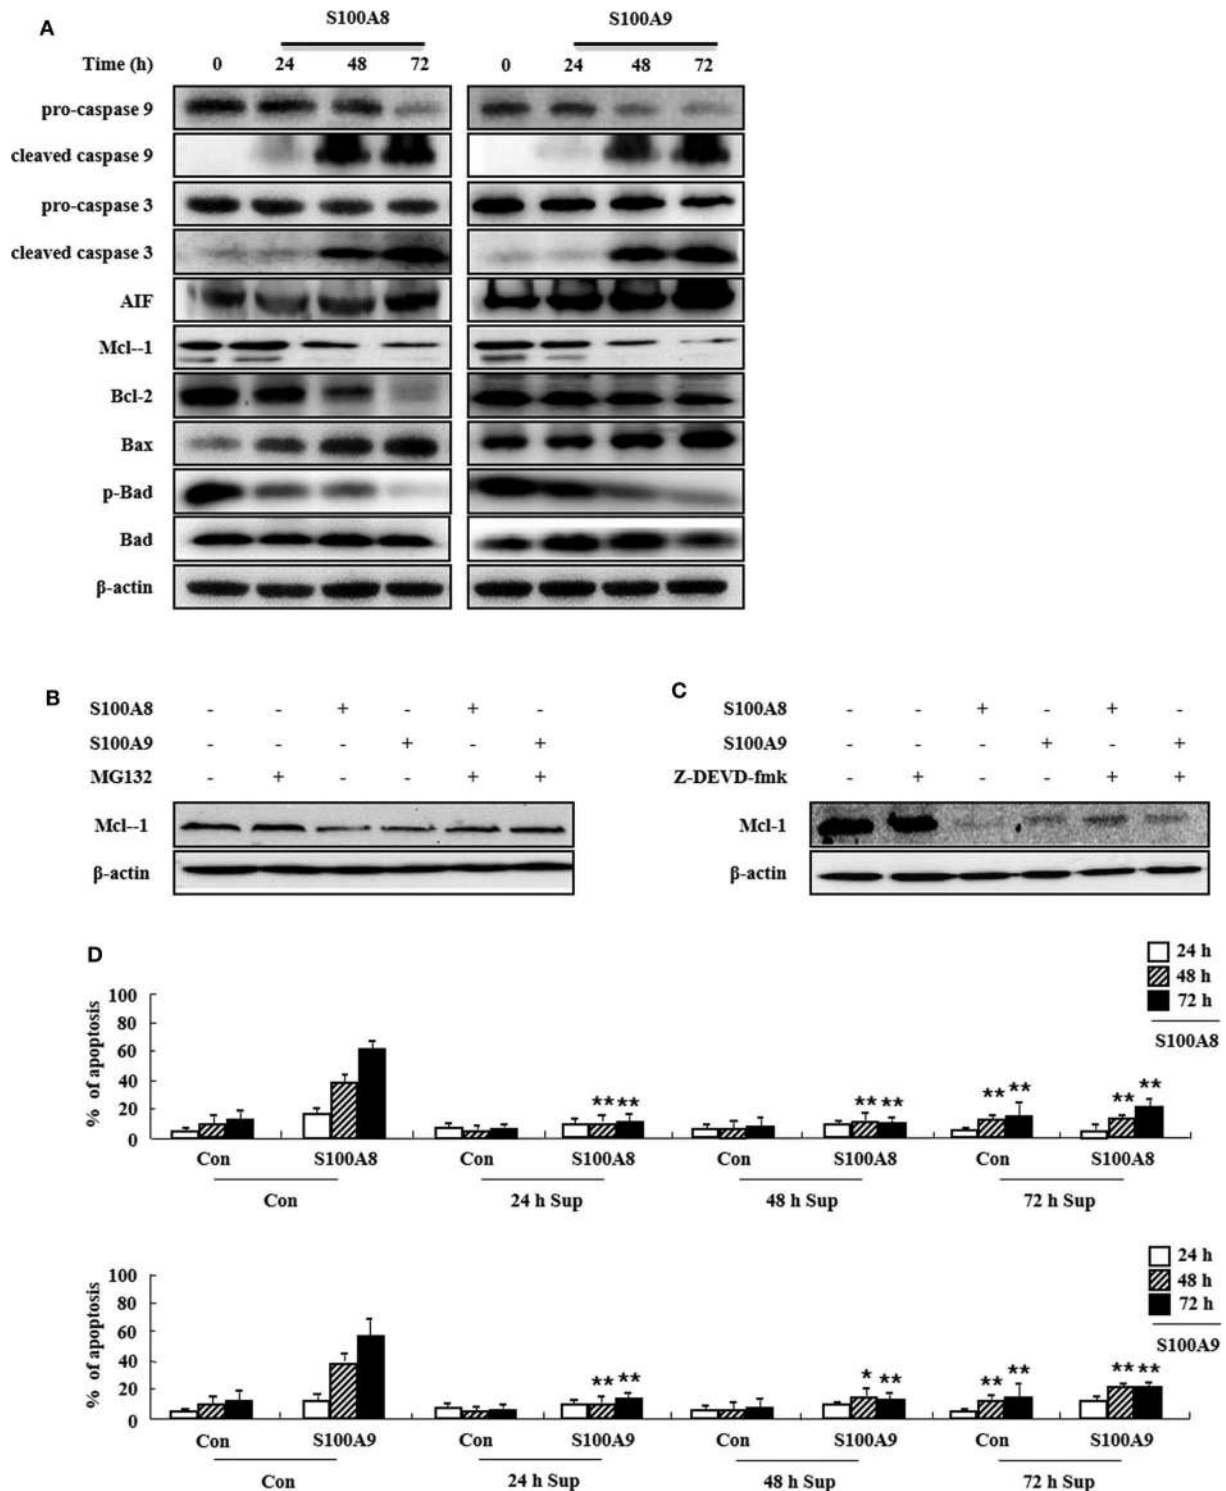 A
S100A8 S100A9
Time (h) 0 24 48 72 0 24 48 72
pro-caspase 9
cleaved caspase 9
pro-caspase 3
cleaved caspase 3
AIF
Mcl--1
Bcl-2
Bax
p-Bad
Bad
β-actin
B
S100A8 - - + - + -
S100A9 - - - + - +
MG132 - + - - + +
Mcl--1
β-actin
C
S100A8 - - + - + -
S100A9 - - - + - +
Z-DEVD-fmk - + - - + +
Mcl-1
β-actin
D
24 h
48 h
72 h
S100A8
% of apoptosis
100
80
60
40
20
0
** ** ** ** ** ** ** **
Con S100A8 Con S100A8 Con S100A8 Con S100A8
Con 24 h Sup 48 h Sup 72 h Sup
24 h
48 h
72 h
S100A9
% of apoptosis
100
80
60
40
20
0
** ** * ** ** ** ** **
Con S100A9 Con S100A9 Con S100A9 Con S100A9
Con 24 h Sup 48 h Sup 72 h Sup